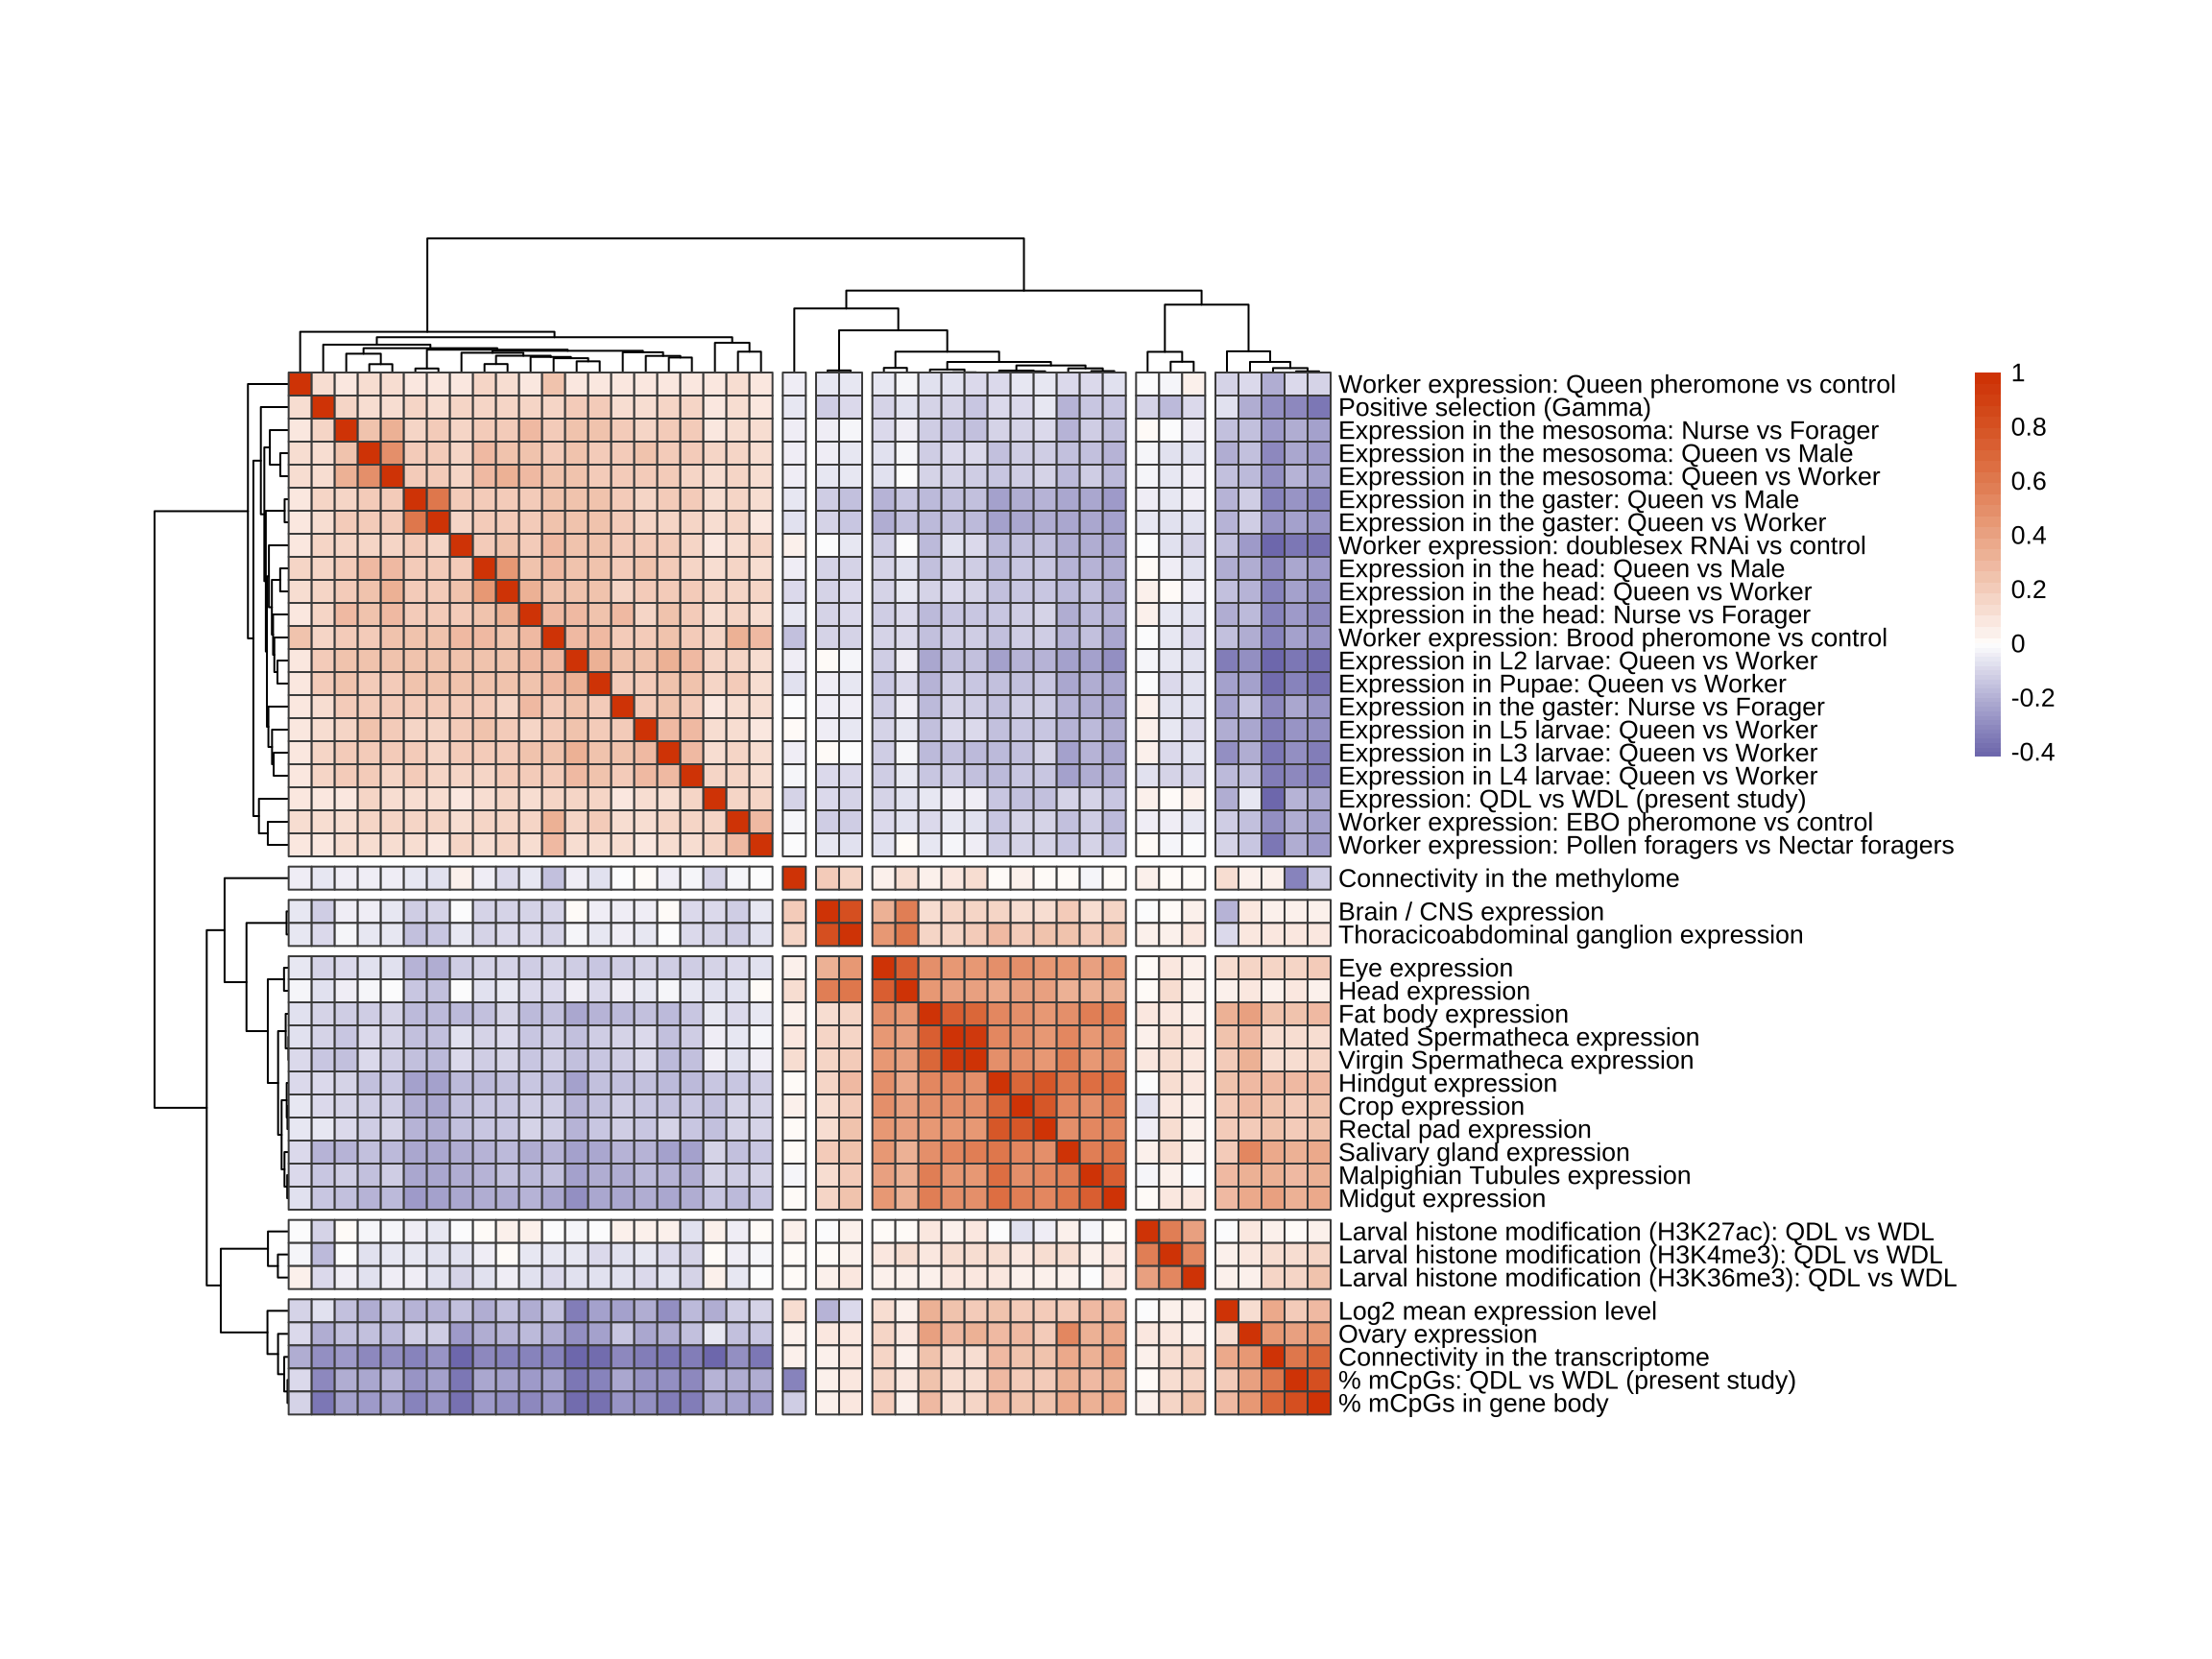 Worker expression: Queen pheromone vs control
Positive selection (Gamma)
Expression in the mesosoma: Nurse vs Forager
Expression in the mesosoma: Queen vs Male
Expression in the mesosoma: Queen vs Worker
Expression in the gaster: Queen vs Male
Expression in the gaster: Queen vs Worker
Worker expression: doublesex RNAi vs control
Expression in the head: Queen vs Male
Expression in the head: Queen vs Worker
Expression in the head: Nurse vs Forager
Worker expression: Brood pheromone vs control
Expression in L2 larvae: Queen vs Worker
Expression in Pupae: Queen vs Worker
Expression in the gaster: Nurse vs Forager
Expression in L5 larvae: Queen vs Worker
Expression in L3 larvae: Queen vs Worker
Expression in L4 larvae: Queen vs Worker
Expression: QDL vs WDL (present study)
Worker expression: EBO pheromone vs control
Worker expression: Pollen foragers vs Nectar foragers
Connectivity in the methylome
Brain / CNS expression
Thoracicoabdominal ganglion expression
Eye expression
Head expression
Fat body expression
Mated Spermatheca expression
Virgin Spermatheca expression
Hindgut expression
Crop expression
Rectal pad expression
Salivary gland expression
Malpighian Tubules expression
Midgut expression
Larval histone modification (H3K27ac): QDL vs WDL
Larval histone modification (H3K4me3): QDL vs WDL
Larval histone modification (H3K36me3): QDL vs WDL
Log2 mean expression level
Ovary expression
Connectivity in the transcriptome
% mCpGs: QDL vs WDL (present study)
% mCpGs in gene body
1
0.8
0.6
0.4
0.2
0
-0.2
-0.4